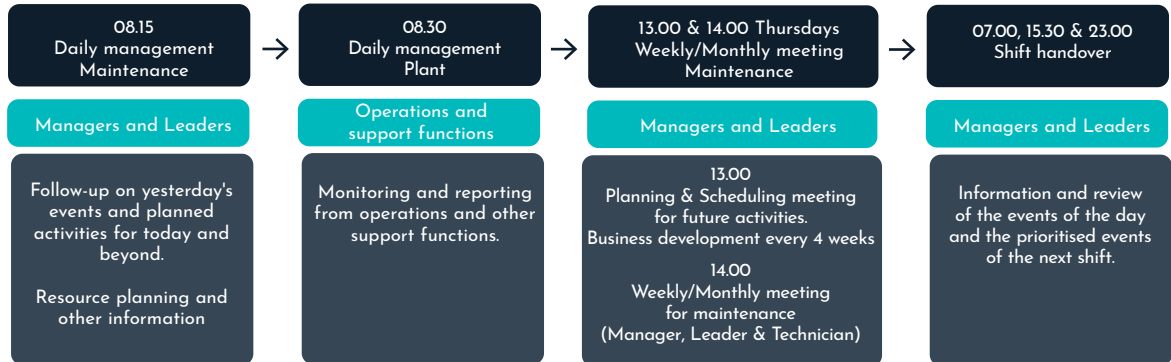 08.15
Daily management
Maintenance
Managers and Leaders
Follow-up on yesterday's
events and planned
activities for today and
beyond.
Resource planning and
other information
08.30
Daily management
Plant
Operations and
support functions
Monitoring and reporting
from operations and other
support functions.
13.00 & 14.00 Thursdays
Weekly/Monthly meeting
Maintenance
Managers and Leaders
13.00
Planning & Scheduling meeting
for future activities.
Business development every 4 weeks
14.00
Weekly/Monthly meeting
for maintenance
(Manager, Leader & Technician)
07.00, 15.30 & 23.00
Shift handover
Managers and Leaders
Information and review
of the events of the day
and the prioritised events
of the next shift.